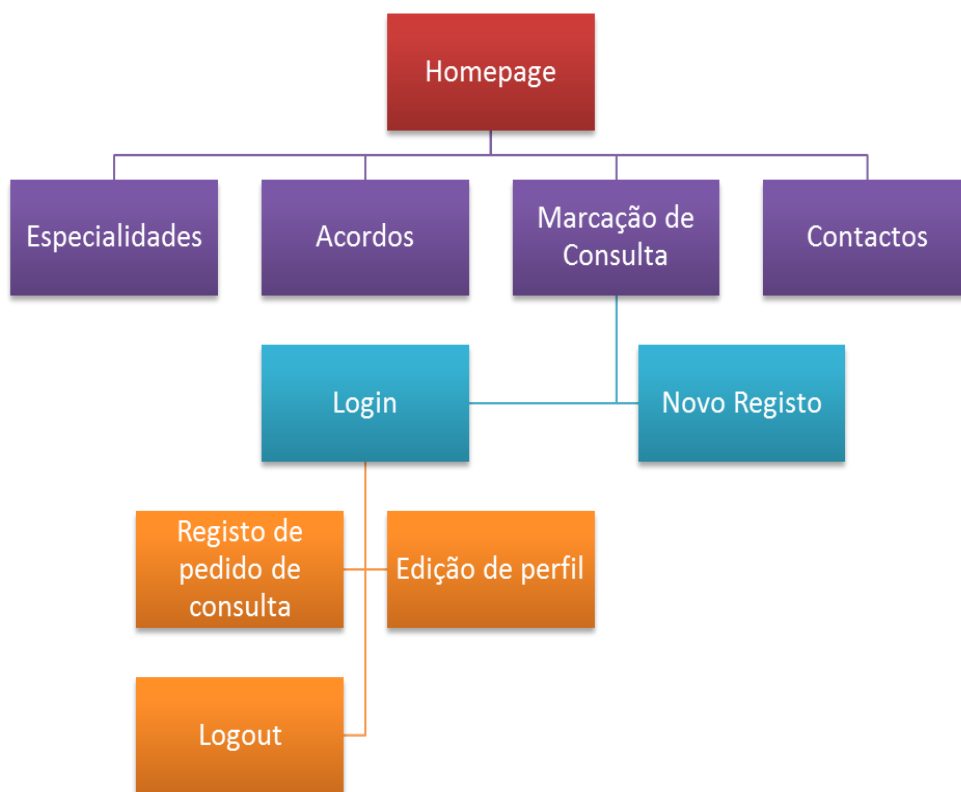 Homepage
Especialidades
Acordos
Marcação de
Consulta
Contactos
Login
Novo Registo
Registo de
pedido de
consulta
Edição de perfil
Logout